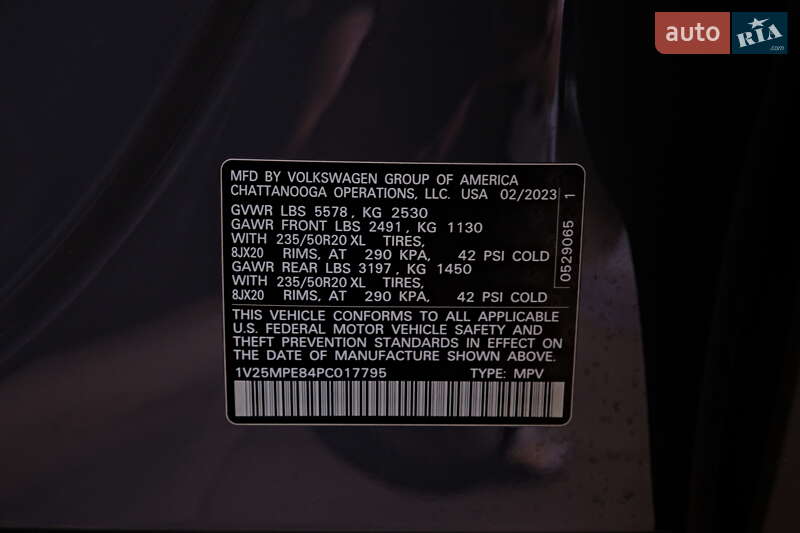 auto RIA.com
MFD BY VOLKSWAGEN GROUP OF AMERICA
CHATTANOOGA OPERATIONS, LLC. USA 02/2023
GVWR LBS 5578, KG 2530
GAWR FRONT LBS 2491, KG 1130
WITH 235/50R20 XL TIRES,
8JX20 RIMS, AT 290 KPA, 42 PSI COLD
GAWR REAR LBS 3197, KG 1450
WITH 235/50R20 XL TIRES,
8JX20 RIMS, AT 290 KPA, 42 PSI COLD
0529065 1
THIS VEHICLE CONFORMS TO ALL APPLICABLE
U.S. FEDERAL MOTOR VEHICLE SAFETY AND
THEFT PREVENTION STANDARDS IN EFFECT ON
THE DATE OF MANUFACTURE SHOWN ABOVE.
1V25MPE84PC017795 TYPE: MPV